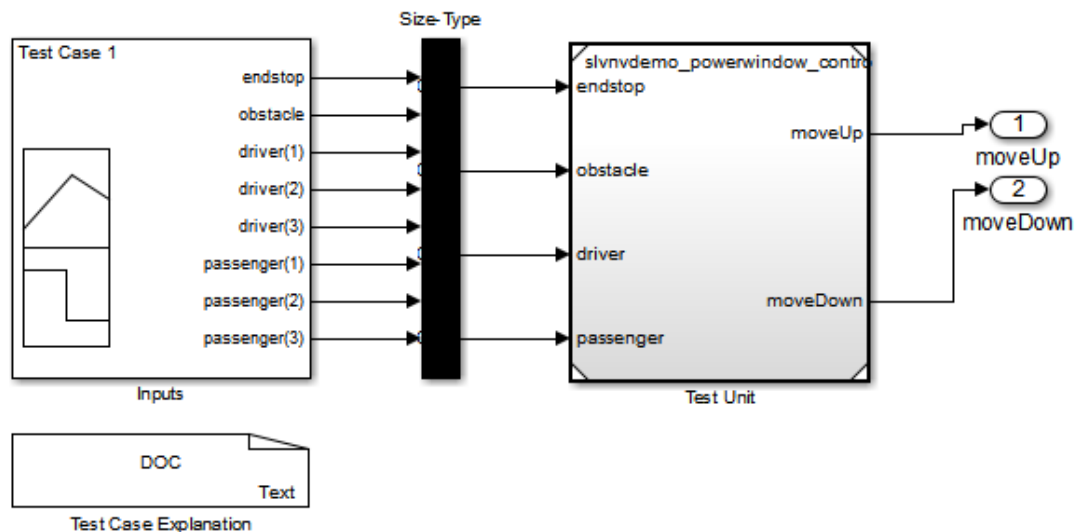 Size-Type
Test Case 1
endstop
obstacle
driver(1)
driver(2)
driver(3)
passenger(1)
passenger(2)
passenger(3)
Inputs
slvnvdemo_powerwindow_contro
endstop
obstacle
driver
passenger
moveUp
moveDown
Test Unit
1
moveUp
2
moveDown
DOC
Text
Test Case Explanation